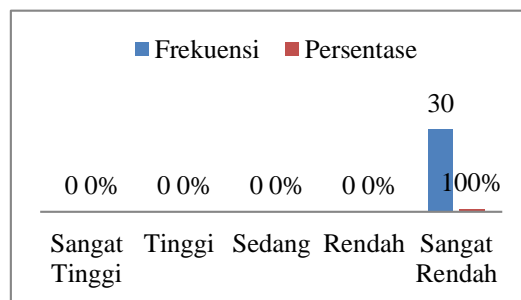 Frekuensi Persentase
30
0 0% 0 0% 0 0% 0 0% 100%
Sangat Tinggi Sedang Rendah Sangat
Tinggi Rendah